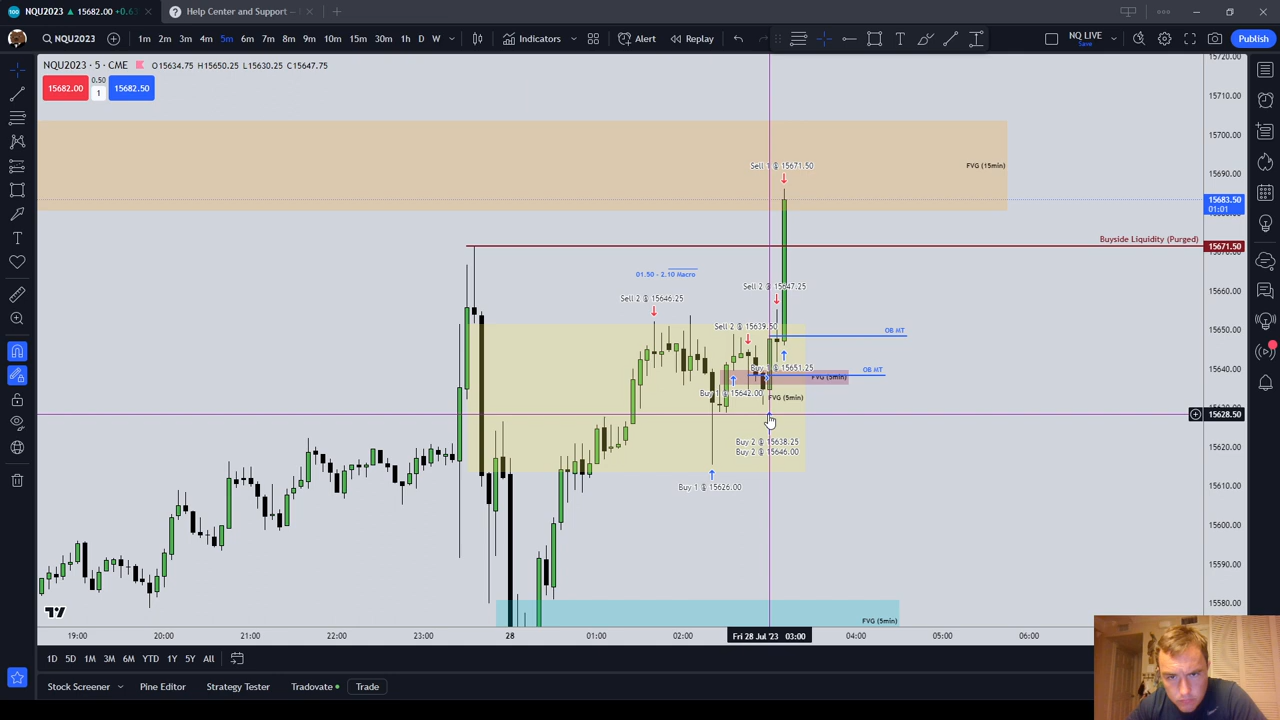 NQU2023 ▲ 15682.00 +0.6
Help Center and Support –
NQU2023
1m 2m 3m 4m 5m 6m 7m 8m 9m 10m 15m 30m 1h D W
Indicators
Alert
Replay
NQ LIVE
Save
Publish
NQU2023 · 5 · CME
O15634.75 H15650.25 L15630.25 C15647.75
15682.00
0.50
1
15682.50
15720.00
15710.00
15700.00
15690.00
15683.50
01:01
15671.50
15660.00
15650.00
15640.00
15628.50
15620.00
15610.00
15600.00
15590.00
15580.00
FVG (15min)
Sell 1 @ 15671.50
Buyside Liquidity (Purged)
01.50 - 2.10 Macro
Sell 2 @ 15646.25
Sell 2 @ 15647.25
Sell 2 @ 15639.50
OB MT
OB MT
Buy 1 @ 15651.25
FVG (5min)
Buy 1 @ 15642.00
FVG (5min)
Buy 2 @ 15638.25
Buy 2 @ 15646.00
Buy 1 @ 15626.00
FVG (5min)
19:00 20:00 21:00 22:00 23:00 28 01:00 02:00 Fri 28 Jul '23 03:00 04:00 05:00 06:00
1D 5D 1M 3M 6M YTD 1Y 5Y All
Stock Screener Pine Editor Strategy Tester Tradovate Trade